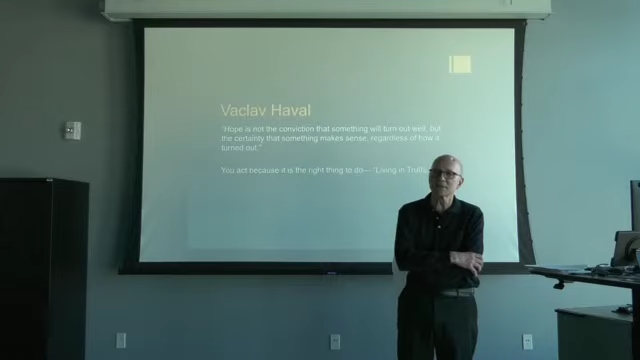 Vaclav Haval
"Hope is not the conviction that something will turn out well, but
the certainty that something makes sense, regardless of how a
turned out."
You act because it is the right thing to do— "Living in Truth